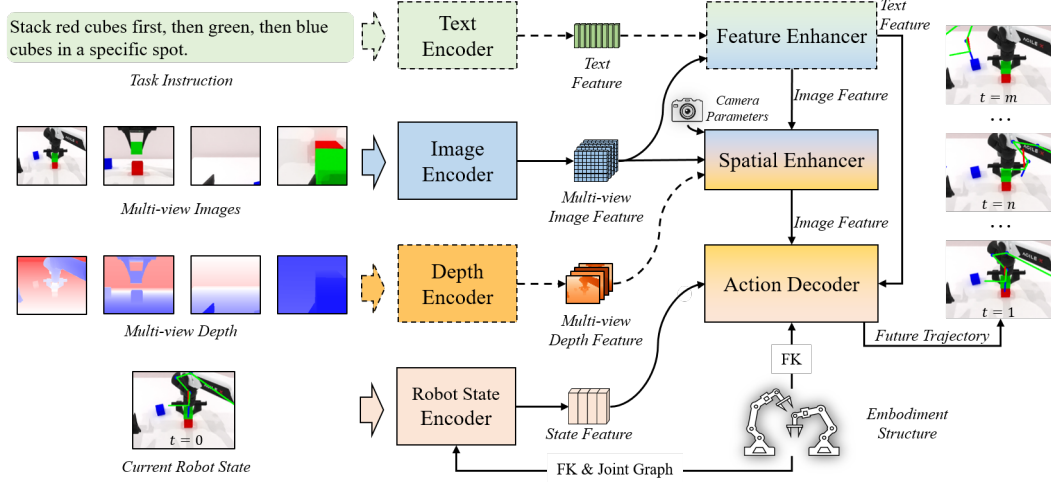 Stack red cubes first, then green, then blue
cubes in a specific spot.
Task Instruction
Text
Encoder
Text
Feature
Feature Enhancer
Text
Feature
Image Feature
Camera
Parameters
Multi-view Images
Image
Encoder
Multi-view
Image Feature
Spatial Enhancer
Image Feature
Multi-view Depth
Depth
Encoder
Multi-view
Depth Feature
Action Decoder
Future Trajectory
t = 0
Current Robot State
Robot State
Encoder
State Feature
FK
FK & Joint Graph
Embodiment
Structure
t = m
...
t = n
...
t = 1